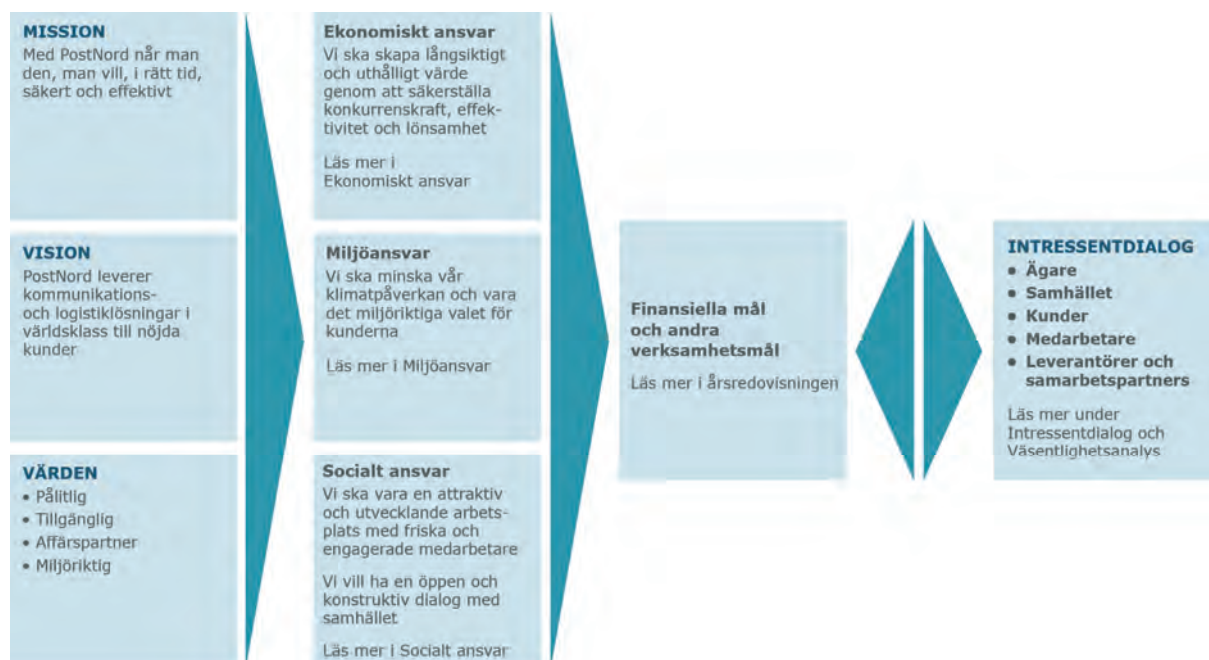 MISSION
Med PostNord når man
den, man vill, i rätt tid,
säkert och effektivt
VISION
PostNord leverer
kommunikations-
och logistiklösningar i
världsklass till nöjda
kunder
VÄRDEN
• Pålitlig
• Tillgänglig
• Affärspartner
• Miljöriktig
Ekonomiskt ansvar
Vi ska skapa långsiktigt
och uthålligt värde
genom att säkerställa
konkurrenskraft, effek-
tivitet och lönsamhet
Läs mer i
Ekonomiskt ansvar
Miljöansvar
Vi ska minska vår
klimatpåverkan och vara
det miljöriktiga valet för
kunderna
Läs mer i Miljöansvar
Socialt ansvar
Vi ska vara en attraktiv
och utvecklande arbets-
plats med friska och
engagerade medarbetare
Vi vill ha en öppen och
konstruktiv dialog med
samhället
Läs mer i Socialt ansvar
Finansiella mål
och andra
verksamhetsmål
Läs mer i årsredovisningen
INTRESSENTDIALOG
• Ägare
• Samhället
• Kunder
• Medarbetare
• Leverantörer och
samarbetspartners
Läs mer under
Intressentdialog och
Väsentlighetsanalys